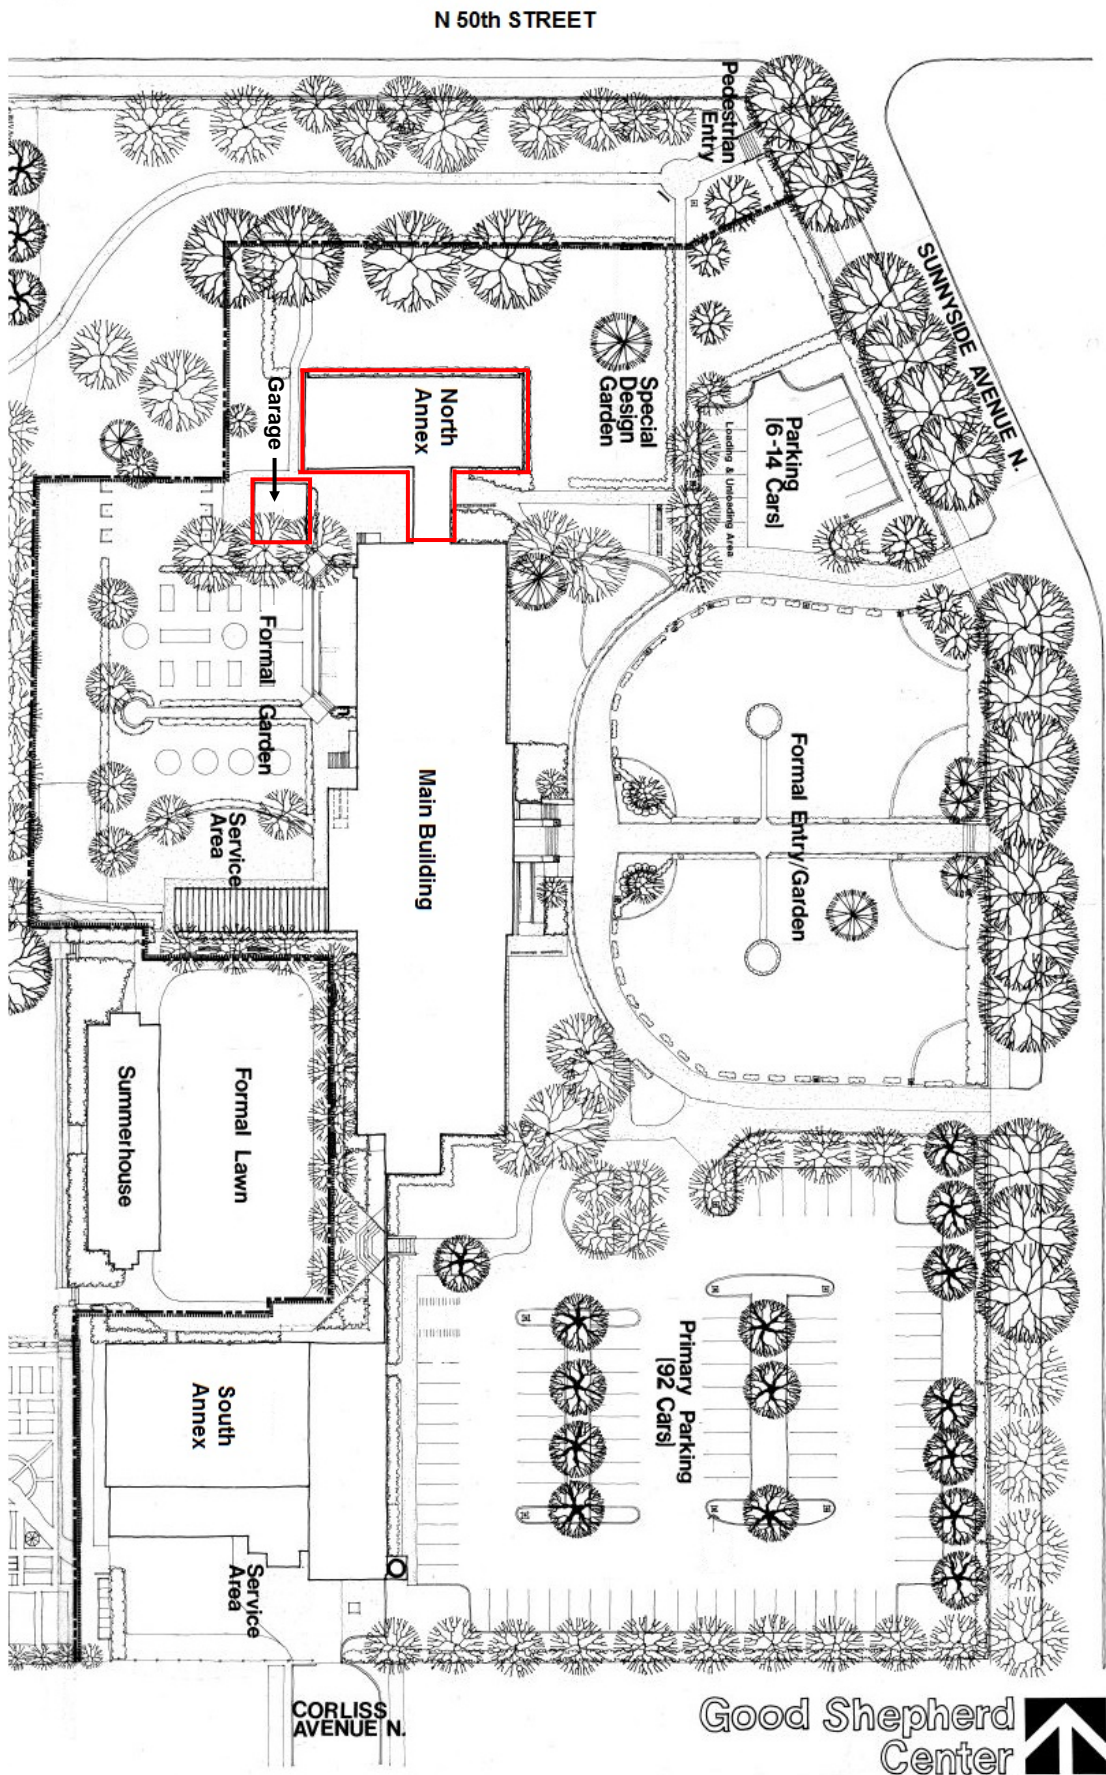 N 50th STREET
Pedestrian
Entry
SUNNYSIDE AVENUE N.
Garage
North
Annex
Special
Design
Garden
Loading & Unloading Area
Parking
[6-14 Cars]
Formal Garden
Main Building
Formal Entry/Garden
Service
Area
Summerhouse
Formal Lawn
Primary Parking
[92 Cars]
South
Annex
Service
Area
CORLISS
AVENUE N.
Good Shepherd
Center